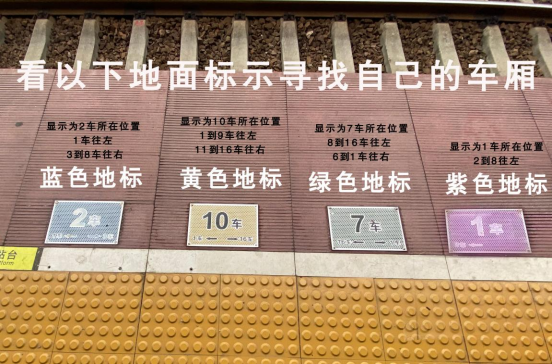 看以下地面标示寻找自己的车厢
显示为2车所在位置
1车往左
3到8车往右
蓝色地标
显示为10车所在位置
1到9车往左
11到16车往右
黄色地标
显示为7车所在位置
8到16车往左
6到1车往右
绿色地标
显示为1车所在位置
2到8往左
紫色地标
2车
10车
1车
16车
7车
1车
站台